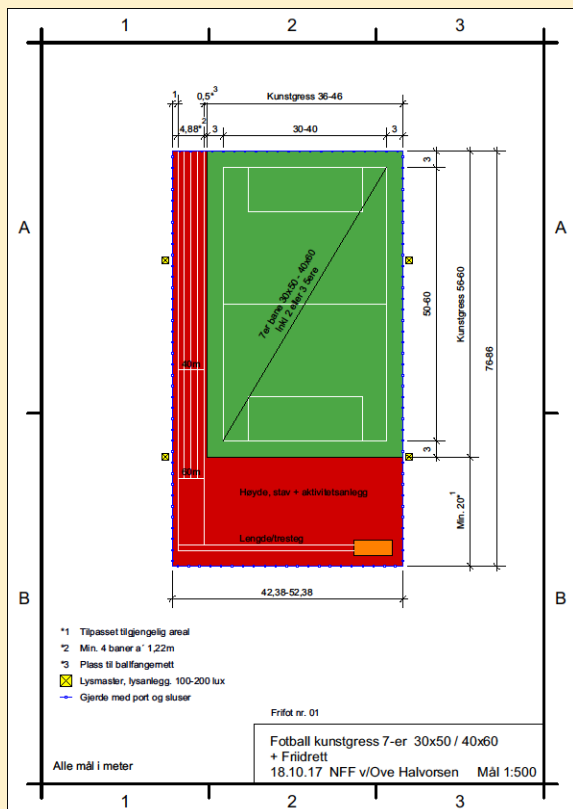 1 2 3
1 0,5*3 Kunstgress 36-46
4,88*2 3 30-40 3
3
A A
7er bane 30x50 - 40x60
Inkl 2 eller 3 5ere
50-60
Kunstgress 56-60
76-86
40m
3
60m
Høyde, stav + aktivitetsanlegg
Min. 20*1
Lengde/tresteg
B B
42,38-52,38
*1 Tilpasset tilgjengelig areal
*2 Min. 4 baner a´ 1,22m
*3 Plass til ballfangernett
Lysmaster, lysanlegg. 100-200 lux
Gjerde med port og sluser
Frifot nr. 01
Fotball kunstgress 7-er 30x50 / 40x60
+ Friidrett
18.10.17 NFF v/Ove Halvorsen Mål 1:500
Alle mål i meter
1 2 3